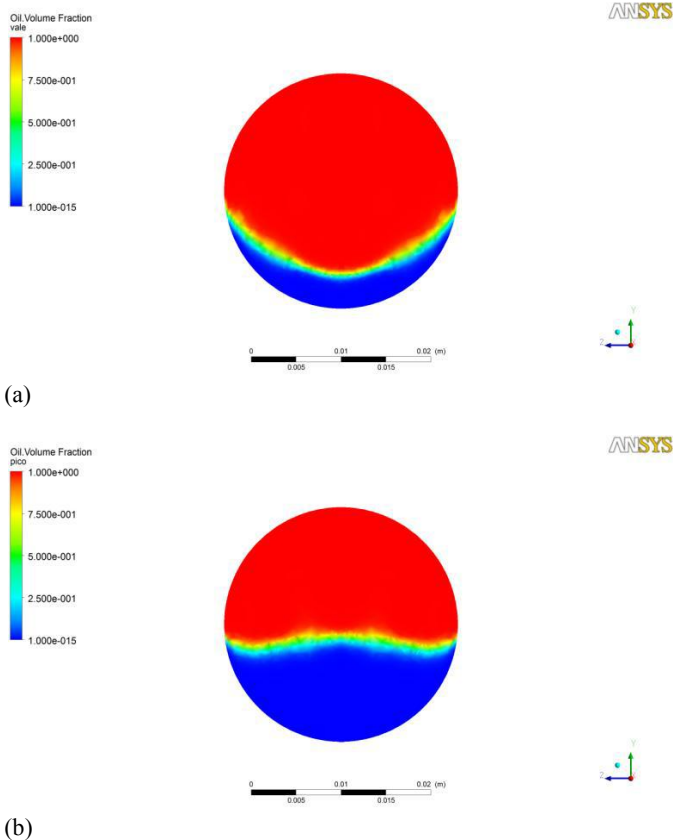 Oil.Volume Fraction
vale
ANSYS
1.000e+000
7.500e-001
5.000e-001
2.500e-001
1.000e-015
Y
Z
0 0.01 0.02 (m)
0.005 0.015
(a)
Oil.Volume Fraction
pico
ANSYS
1.000e+000
7.500e-001
5.000e-001
2.500e-001
1.000e-015
Y
Z
0 0.01 0.02 (m)
0.005 0.015
(b)